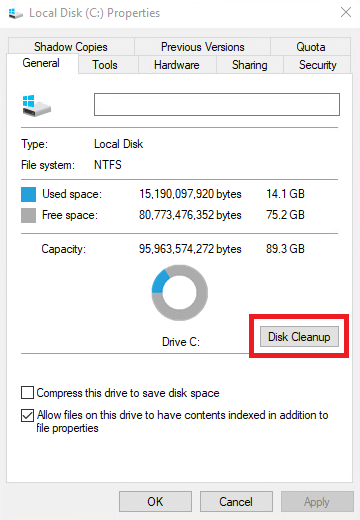 Local Disk (C:) Properties
Shadow Copies Previous Versions Quota
General Tools Hardware Sharing Security
Type: Local Disk
File system: NTFS
Used space: 15,190,097,920 bytes 14.1 GB
Free space: 80,773,476,352 bytes 75.2 GB
Capacity: 95,963,574,272 bytes 89.3 GB
Drive C:
Disk Cleanup
Compress this drive to save disk space
Allow files on this drive to have contents indexed in addition to
file properties
OK Cancel Apply